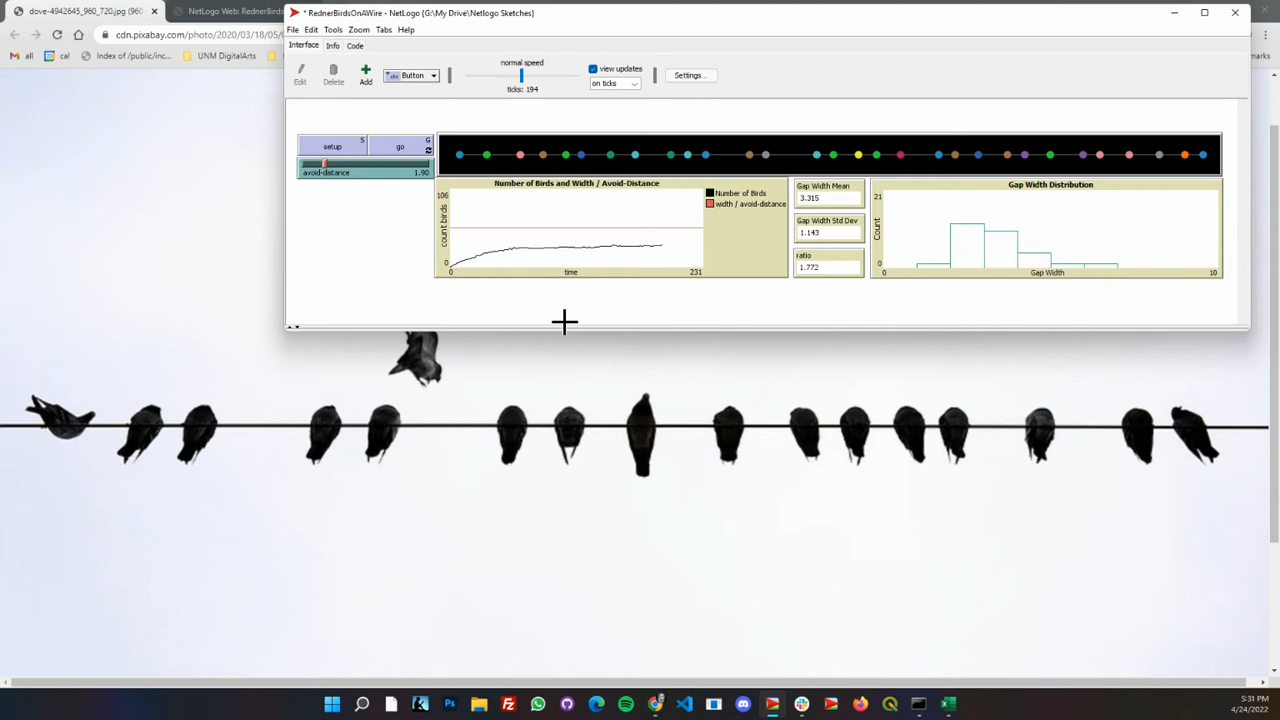 dove-4942645_960_720.jpg (960
NetLogo Web: RednerBirdsOnAWire
* RednerBirdsOnAWire - NetLogo {G:\My Drive\Netlogo Sketches}
cdn.pixabay.com/photo/2020/03/18/05/
File Edit Tools Zoom Tabs Help
all
cal
Index of /public/inc...
UNM DigitalArts
Interface Info Code
normal speed
view updates
Edit Delete Add
Button
on ticks
Settings...
ticks: 194
setup S
go G
avoid-distance 1.90
Number of Birds and Width / Avoid-Distance
106
count birds
0
0
time
231
Number of Birds
width / avoid-distance
Gap Width Mean
3.315
Gap Width Std Dev
1.143
ratio
1.772
Gap Width Distribution
21
Count
0
0
Gap Width
10
5:31 PM
4/24/2022